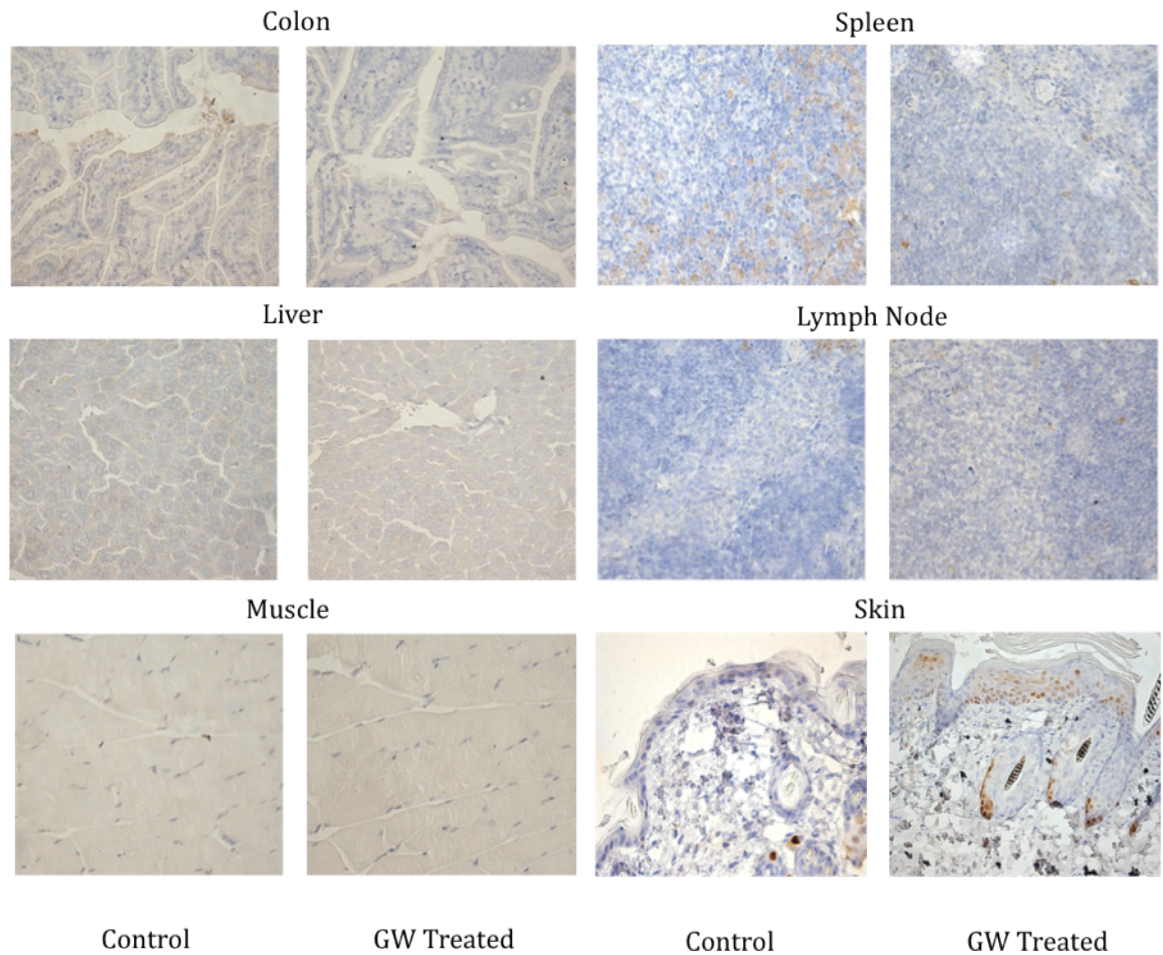 Colon
Spleen
Liver
Lymph Node
Muscle
Skin
Control
GW Treated
Control
GW Treated